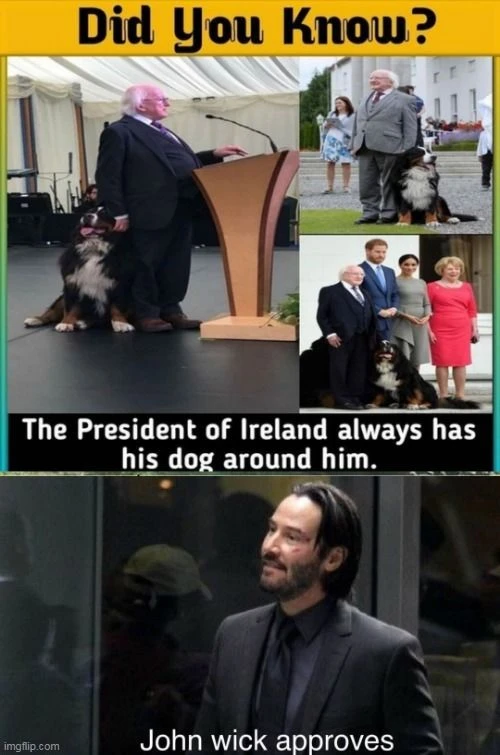 Did You Know?
The President of Ireland always has
his dog around him.
John wick approves
imgflip.com